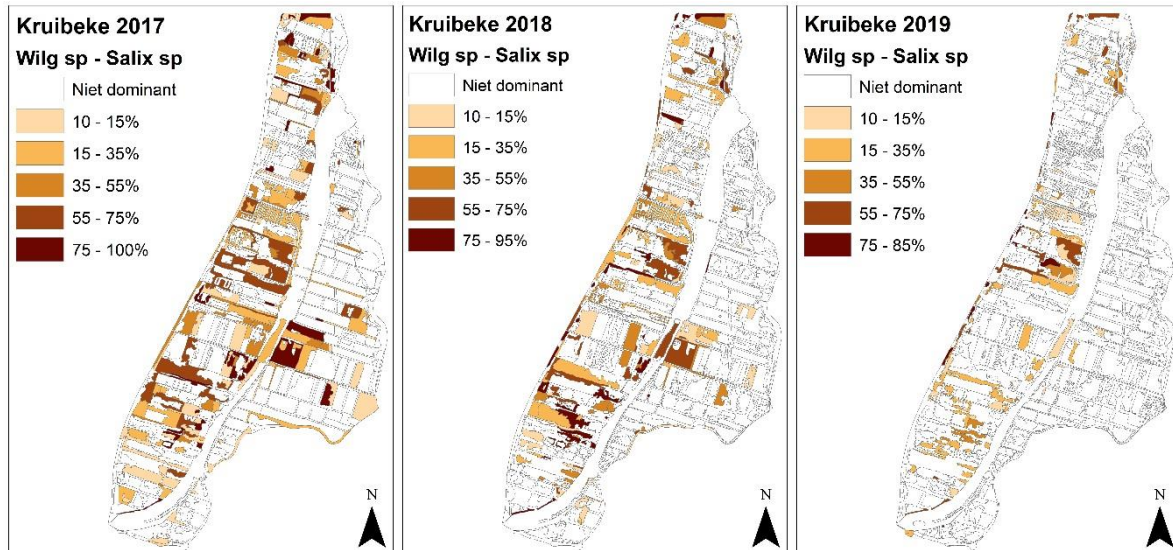 Kruibeke 2017
Wilg sp - Salix sp
Niet dominant
10 - 15%
15 - 35%
35 - 55%
55 - 75%
75 - 100%
N
Kruibeke 2018
Wilg sp - Salix sp
Niet dominant
10 - 15%
15 - 35%
35 - 55%
55 - 75%
75 - 95%
N
Kruibeke 2019
Wilg sp - Salix sp
Niet dominant
10 - 15%
15 - 35%
35 - 55%
55 - 75%
75 - 85%
N